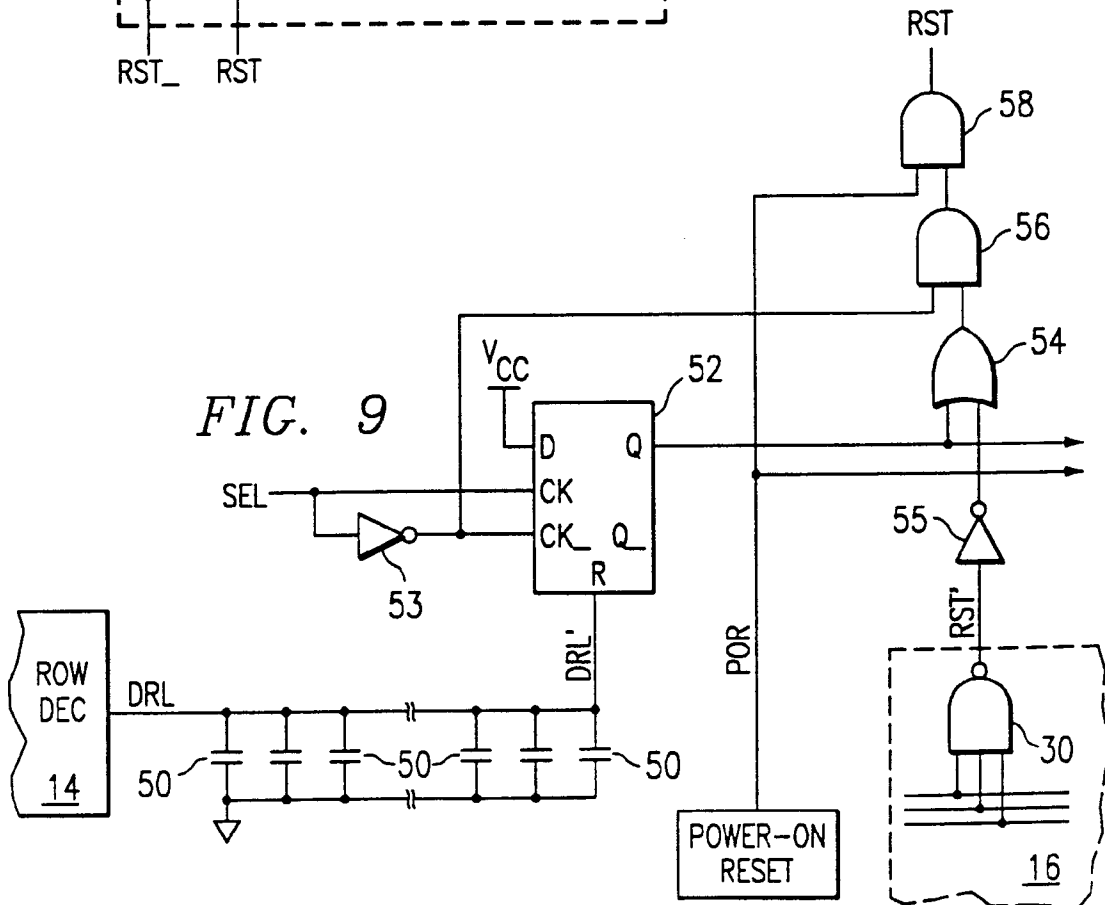 RST_ RST
RST
58
56
54
V
CC
52
FIG. 9
D Q
SEL
CK
CK_ Q_
R
53
55
DRL'
POR
RST'
ROW
DEC
14
DRL
50 50 50
30
POWER-ON
RESET
16